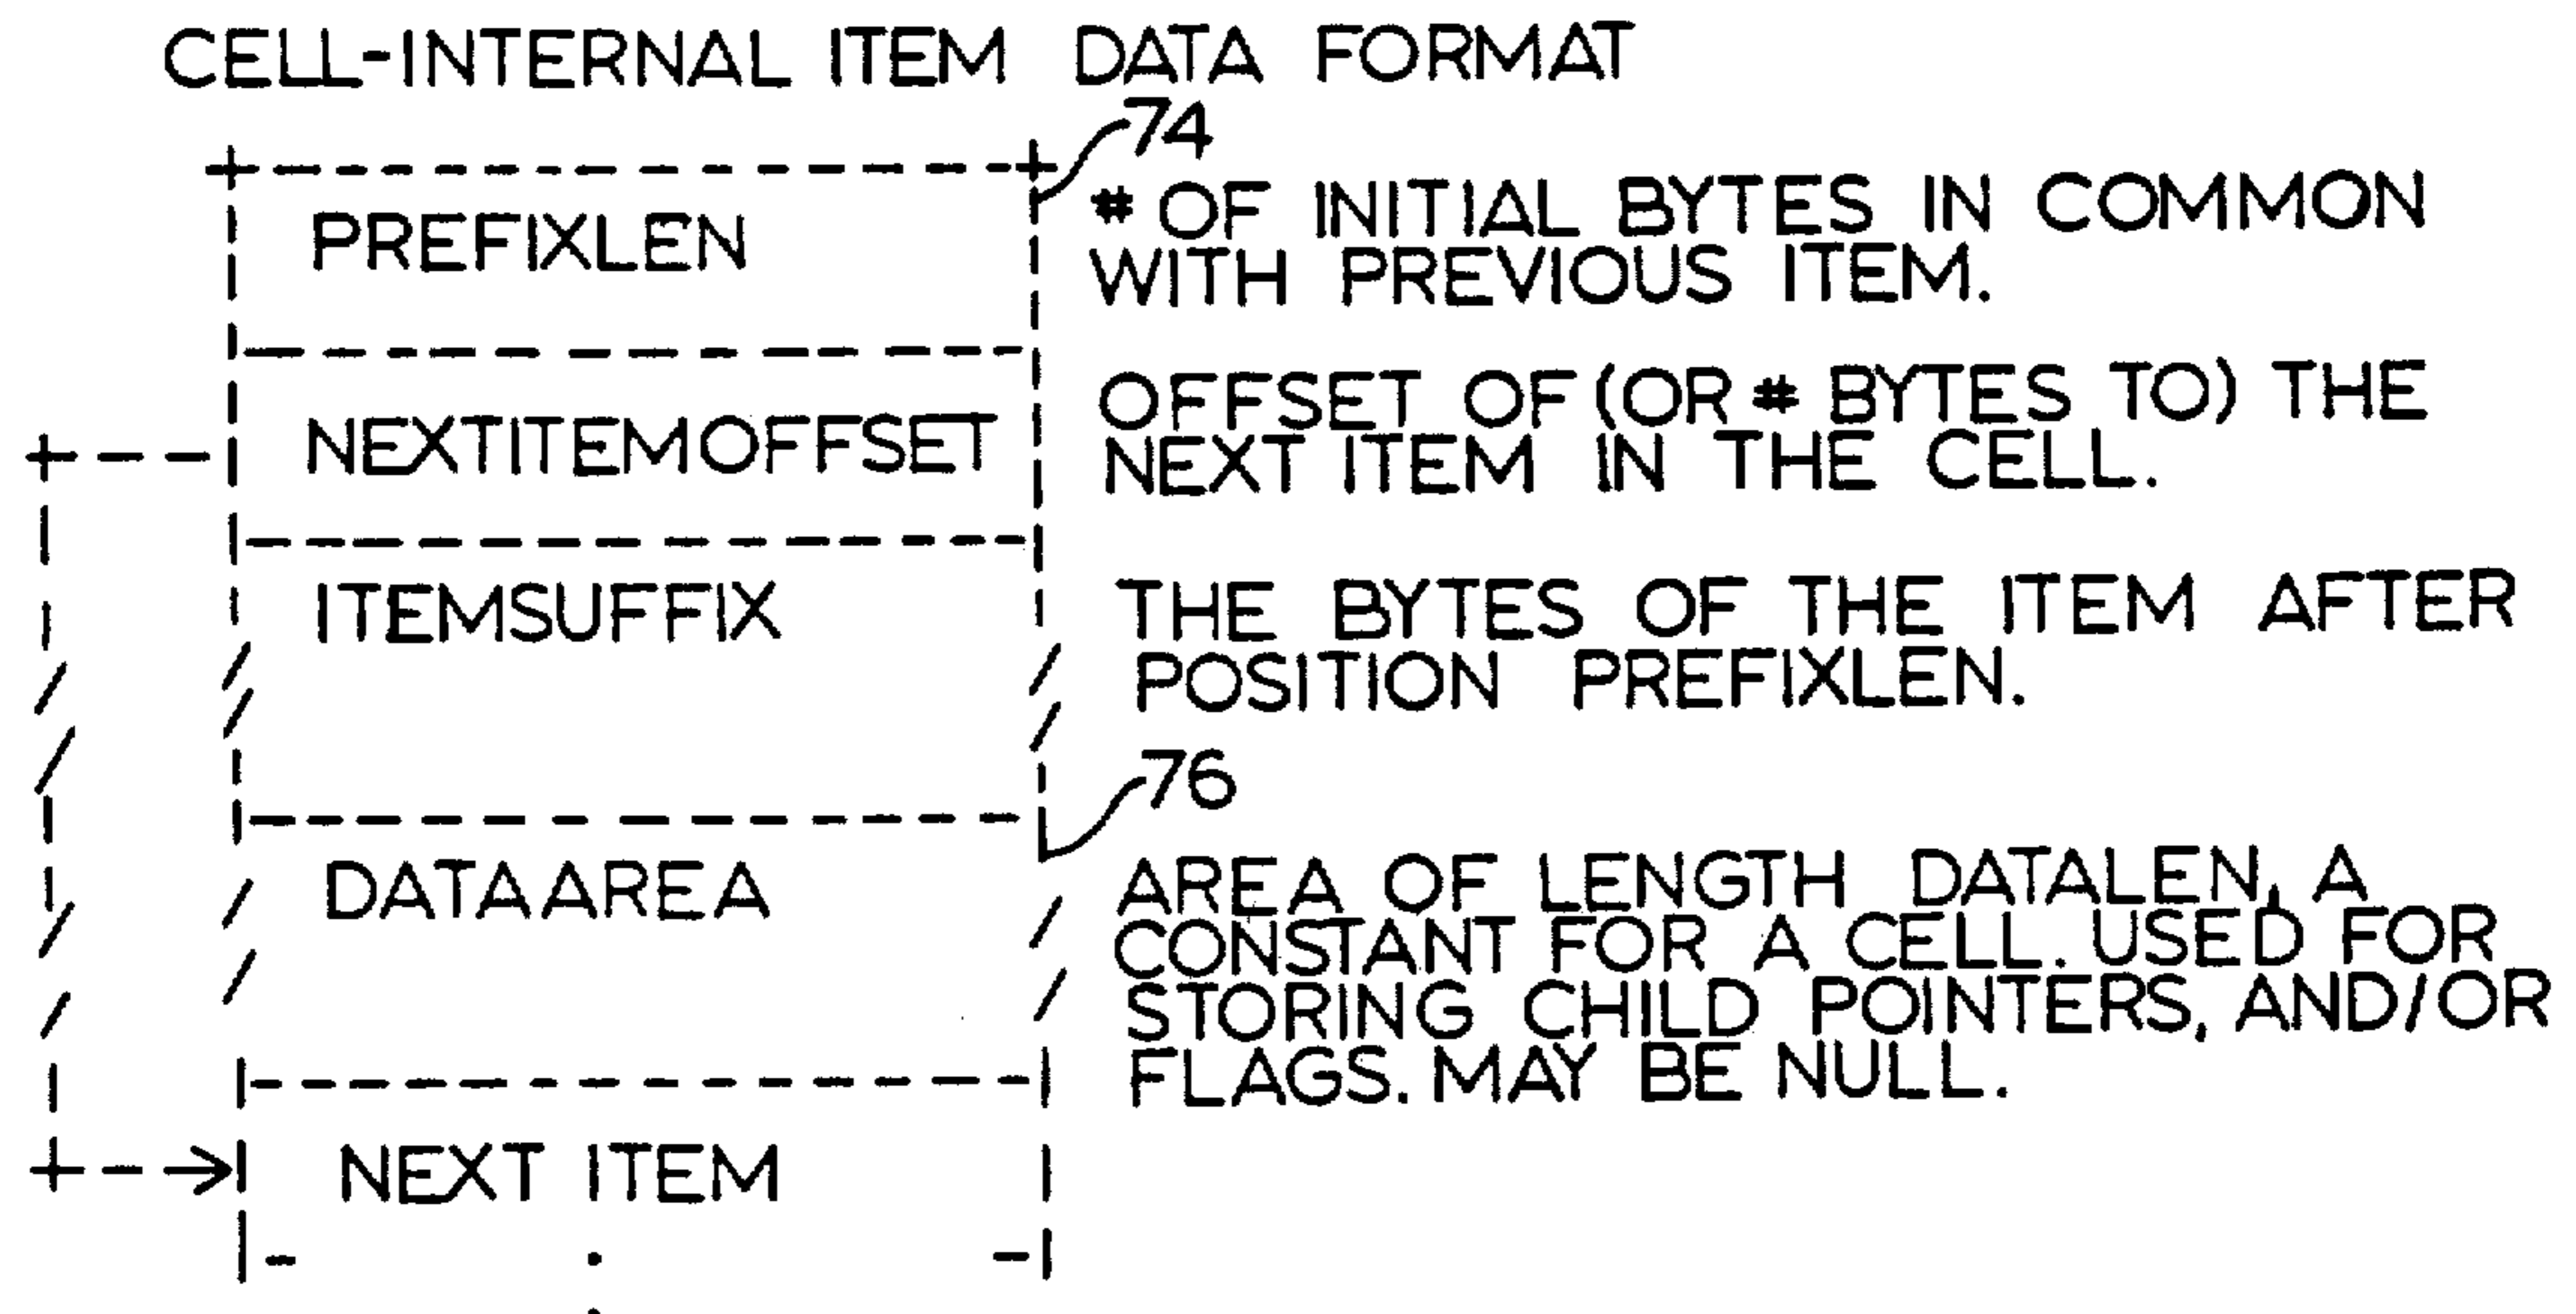 CELL-INTERNAL ITEM DATA FORMAT
74
PREFIXLEN
# OF INITIAL BYTES IN COMMON
WITH PREVIOUS ITEM.
NEXTITEMOFFSET
OFFSET OF (OR # BYTES TO) THE
NEXT ITEM IN THE CELL.
ITEMSUFFIX
THE BYTES OF THE ITEM AFTER
POSITION PREFIXLEN.
76
DATAAREA
AREA OF LENGTH DATALEN, A
CONSTANT FOR A CELL. USED FOR
STORING CHILD POINTERS, AND/OR
FLAGS. MAY BE NULL.
NEXT ITEM